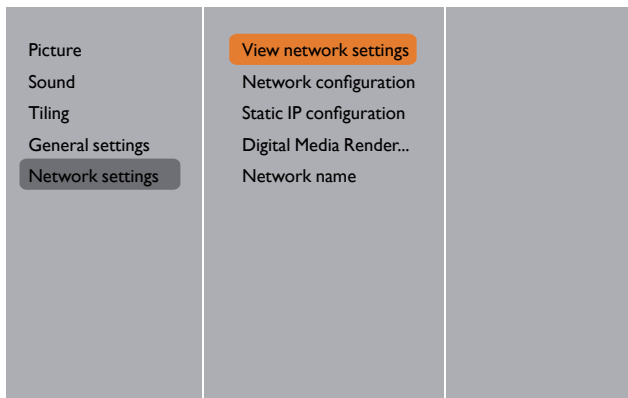 Picture
Sound
Tiling
General settings
Network settings
View network settings
Network configuration
Static IP configuration
Digital Media Render...
Network name